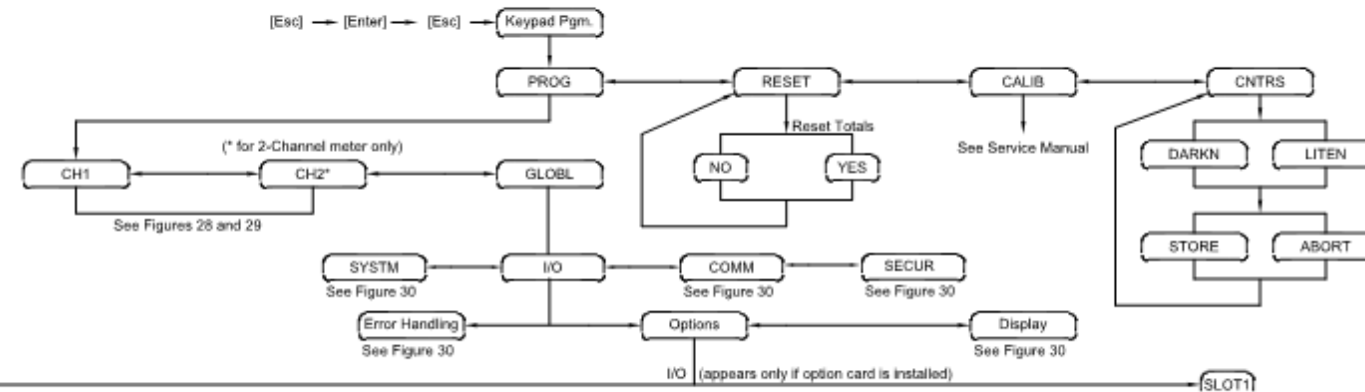 [Esc] [Enter] [Esc] Keypad Pgm.
PROG RESET CALIB CNTRS
Reset Totals
See Service Manual
(* for 2-Channel meter only)
NO YES
DARKN LITEN
CH1 CH2* GLOBL
See Figures 28 and 29
STORE ABORT
SYSTM I/O COMM SECUR
See Figure 30 See Figure 30 See Figure 30
Error Handling Options Display
See Figure 30 See Figure 30
I/O (appears only if option card is installed)
SLOT1